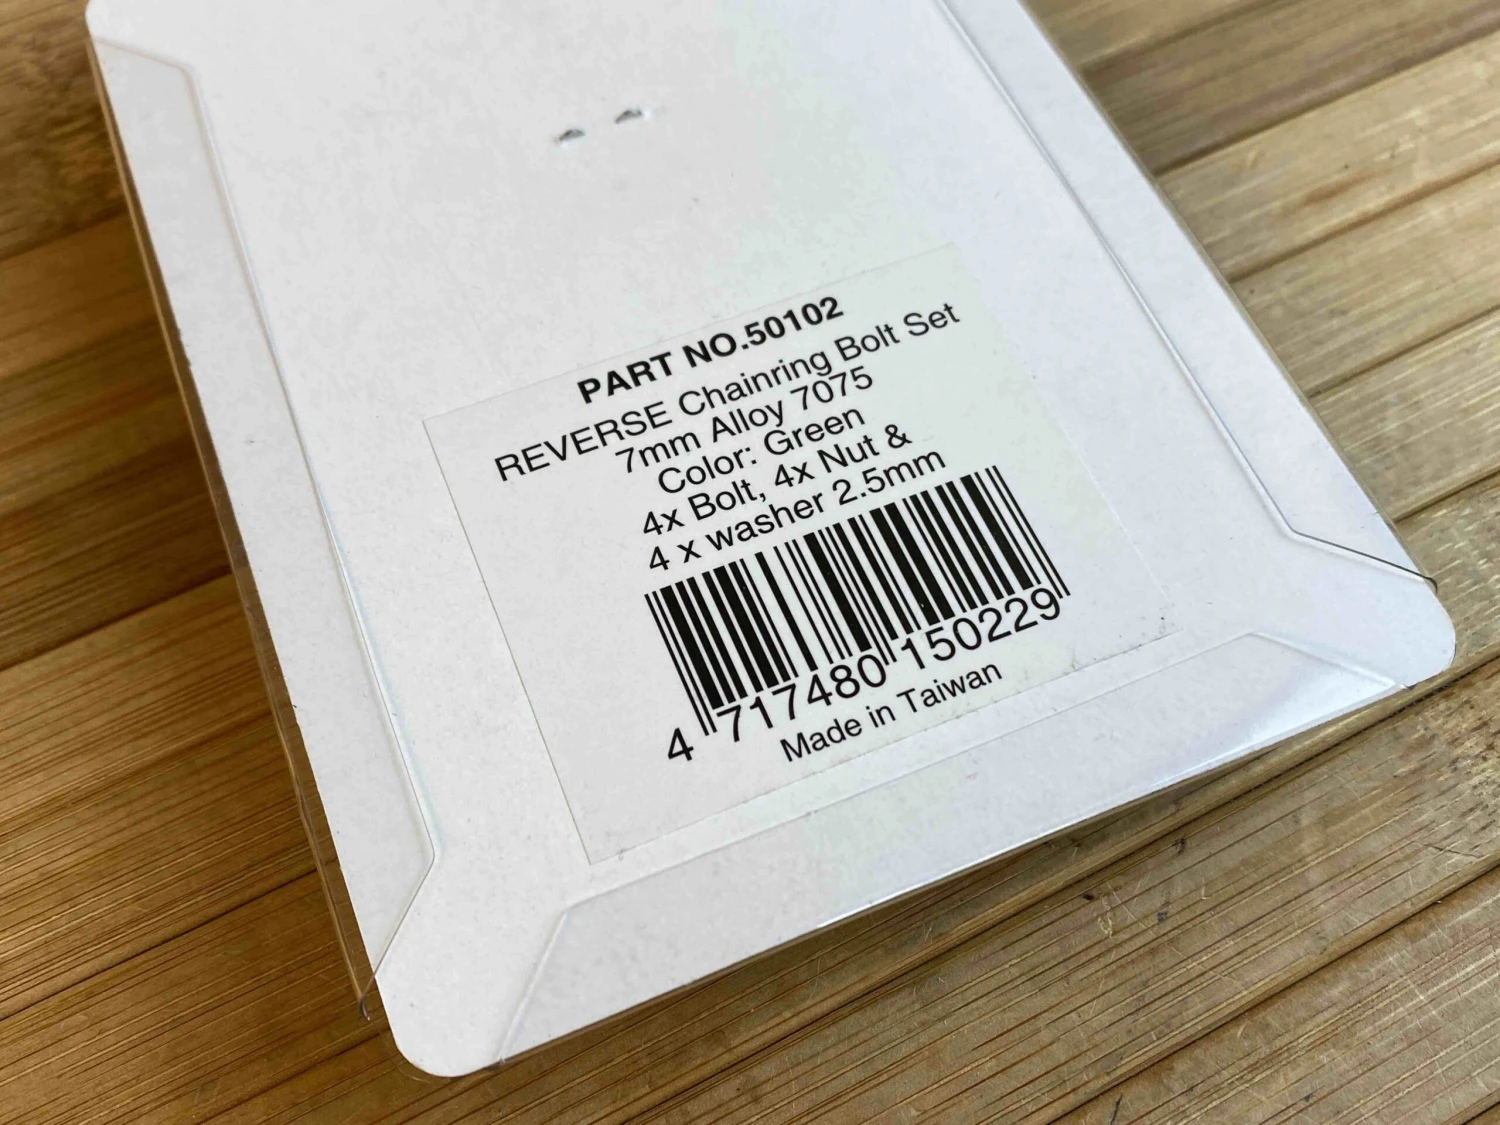 PART NO.50102
REVERSE Chainring Bolt Set
7mm Alloy 7075
Color: Green
4x Bolt, 4x Nut &
4 x washer 2.5mm
4 717480 150229
Made in Taiwan